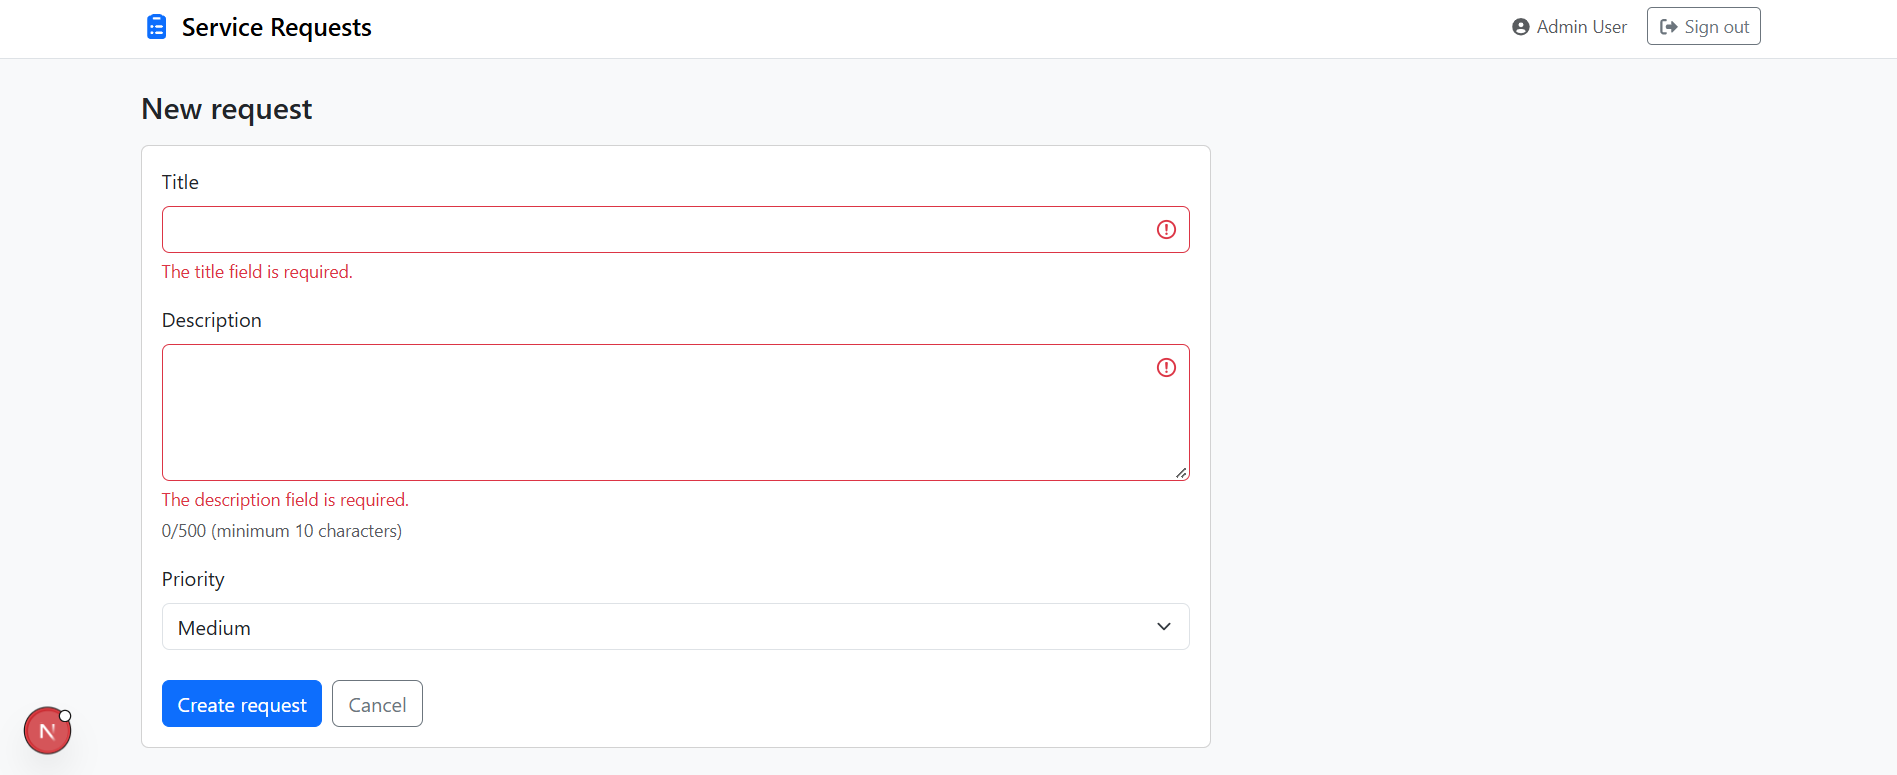 Service Requests
Admin User
Sign out
New request
Title
The title field is required.
Description
The description field is required.
0/500 (minimum 10 characters)
Priority
Medium
Create request
Cancel
N